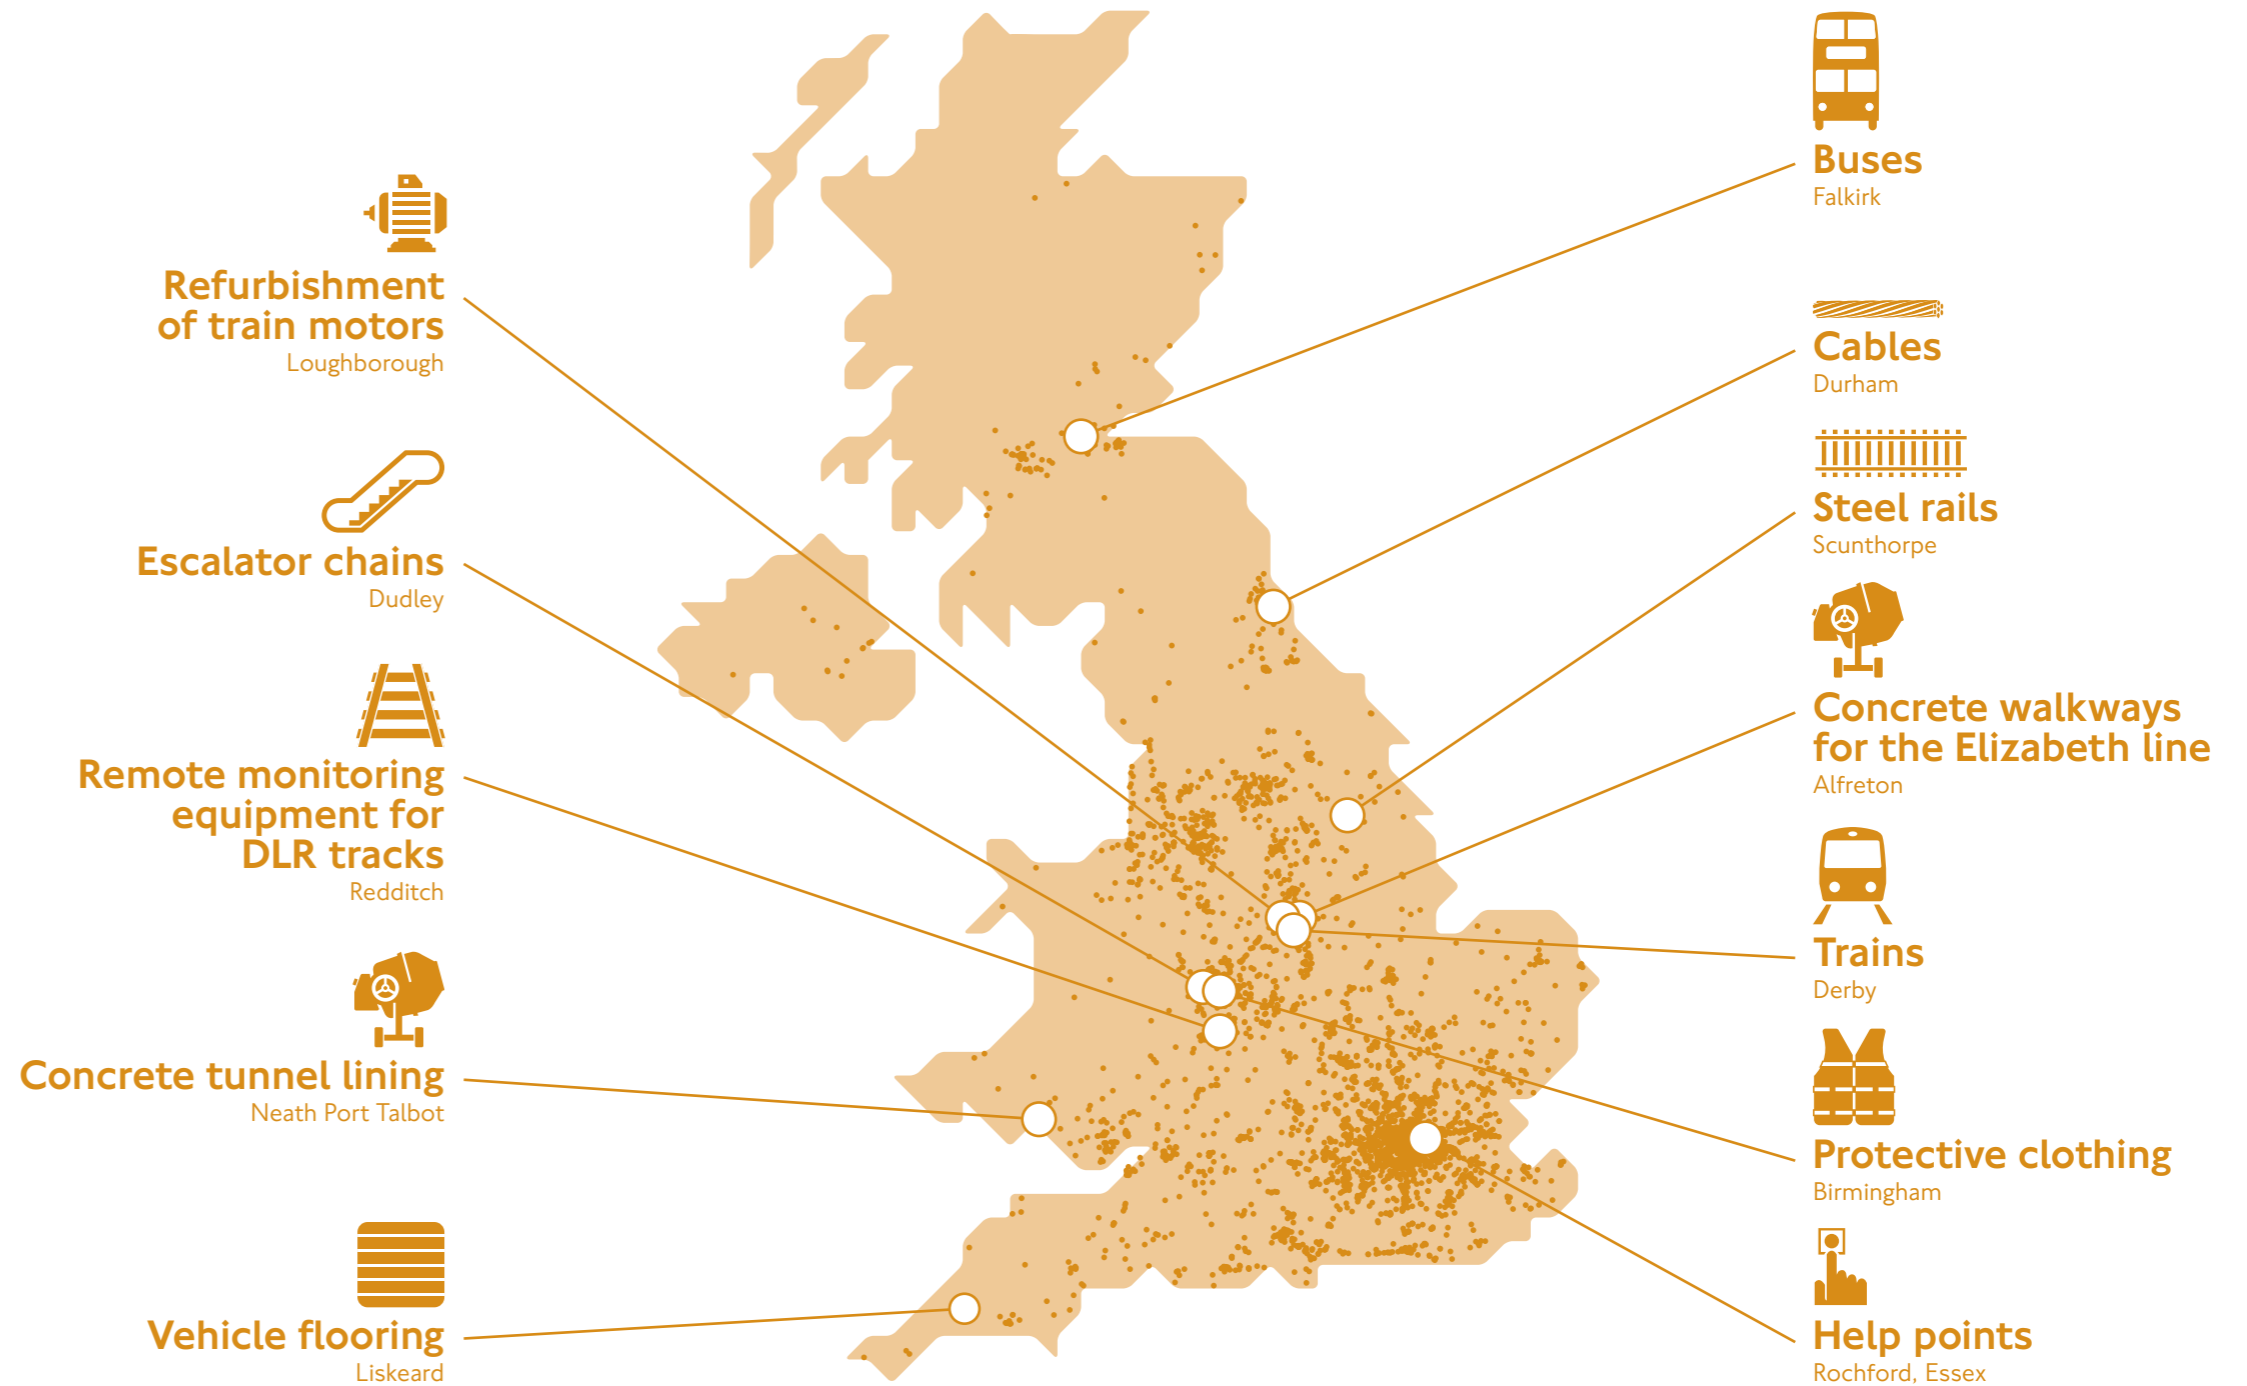 Refurbishment
of train motors
Loughborough
Escalator chains
Dudley
Remote monitoring
equipment for
DLR tracks
Redditch
Concrete tunnel lining
Neath Port Talbot
Vehicle flooring
Liskeard
Buses
Falkirk
Cables
Durham
Steel rails
Scunthorpe
Concrete walkways
for the Elizabeth line
Alfreton
Trains
Derby
Protective clothing
Birmingham
Help points
Rochford, Essex